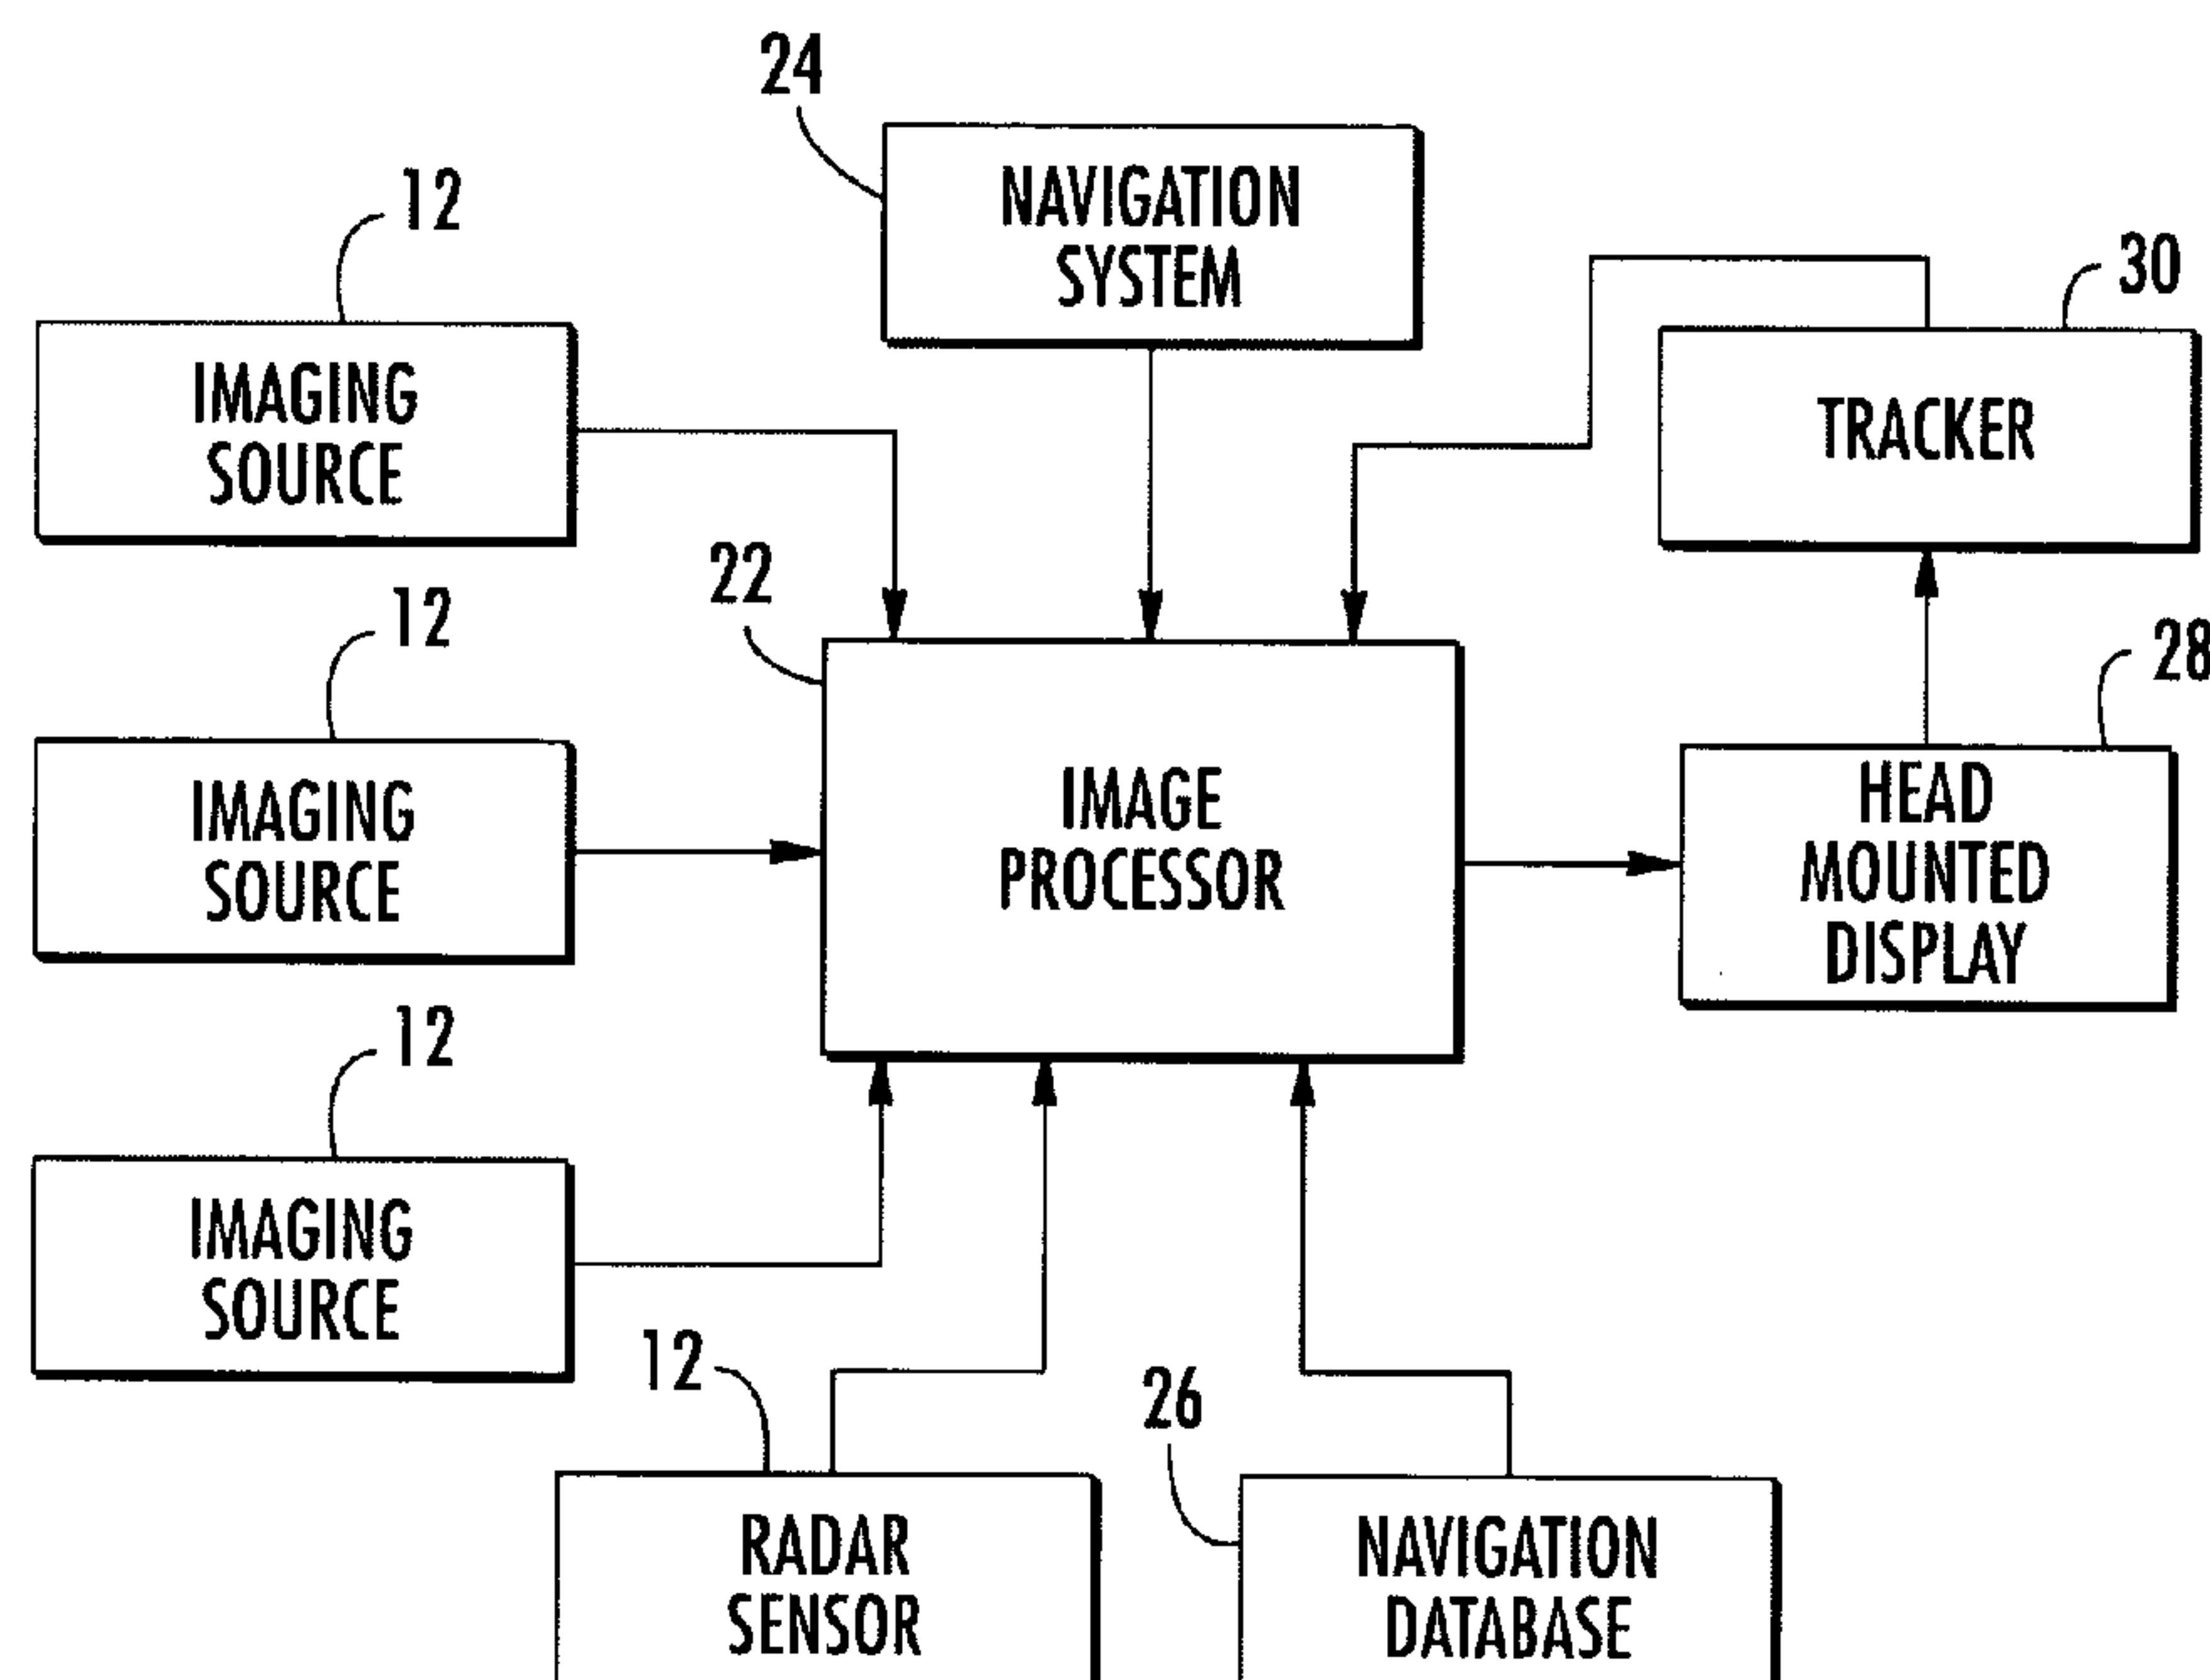 24
NAVIGATION
SYSTEM
12
IMAGING
SOURCE
30
TRACKER
22
12
IMAGING
SOURCE
IMAGE
PROCESSOR
28
HEAD
MOUNTED
DISPLAY
12
IMAGING
SOURCE
12
RADAR
SENSOR
26
NAVIGATION
DATABASE